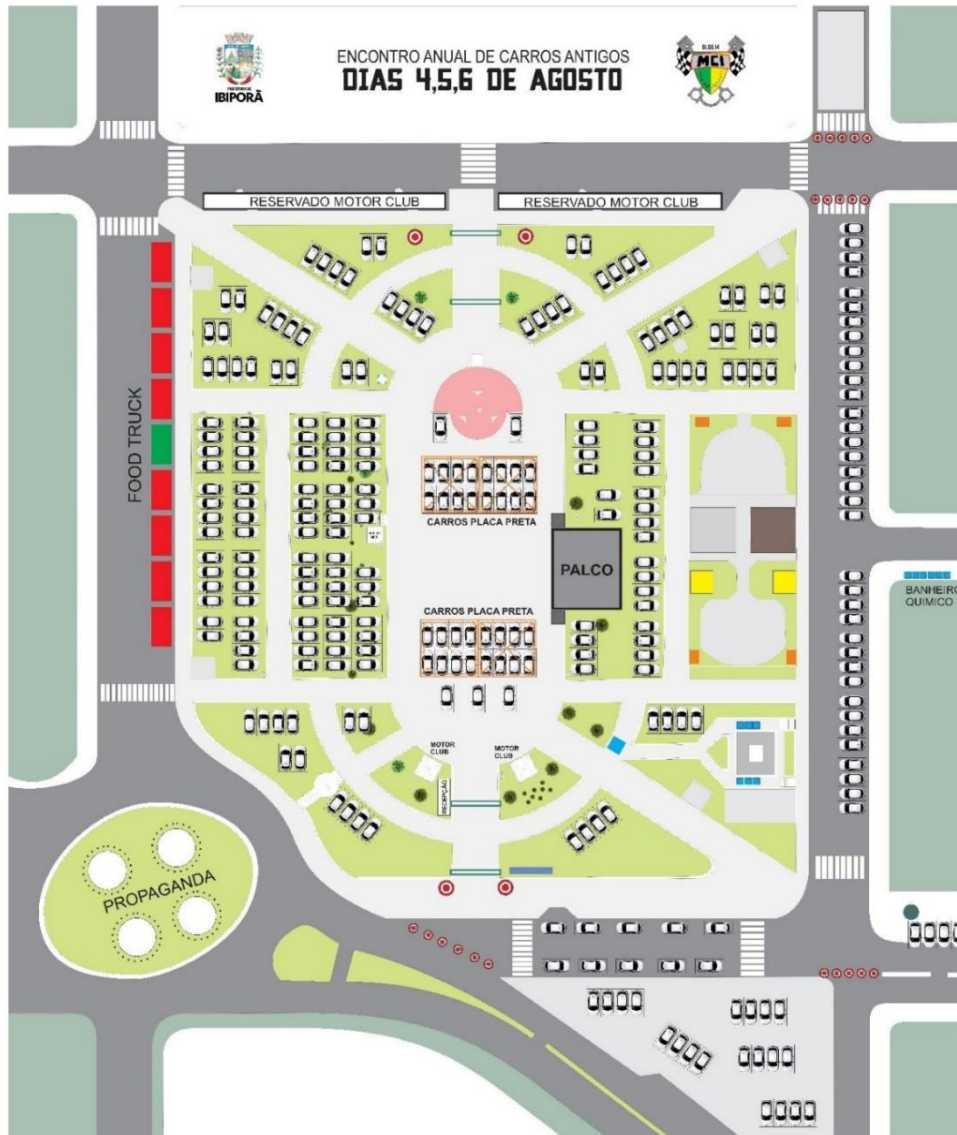 ENCONTRO ANUAL DE CARROS ANTIGOS
DIAS 4,5,6 DE AGOSTO
IBIPORÃ
MCI
RESERVADO MOTOR CLUB
RESERVADO MOTOR CLUB
FOOD TRUCK
CARROS PLACA PRETA
PALCO
BANHEIRO
QUIMICO
CARROS PLACA PRETA
MOTOR
CLUB
MOTOR
CLUB
RECEPÇÃO
PROPAGANDA